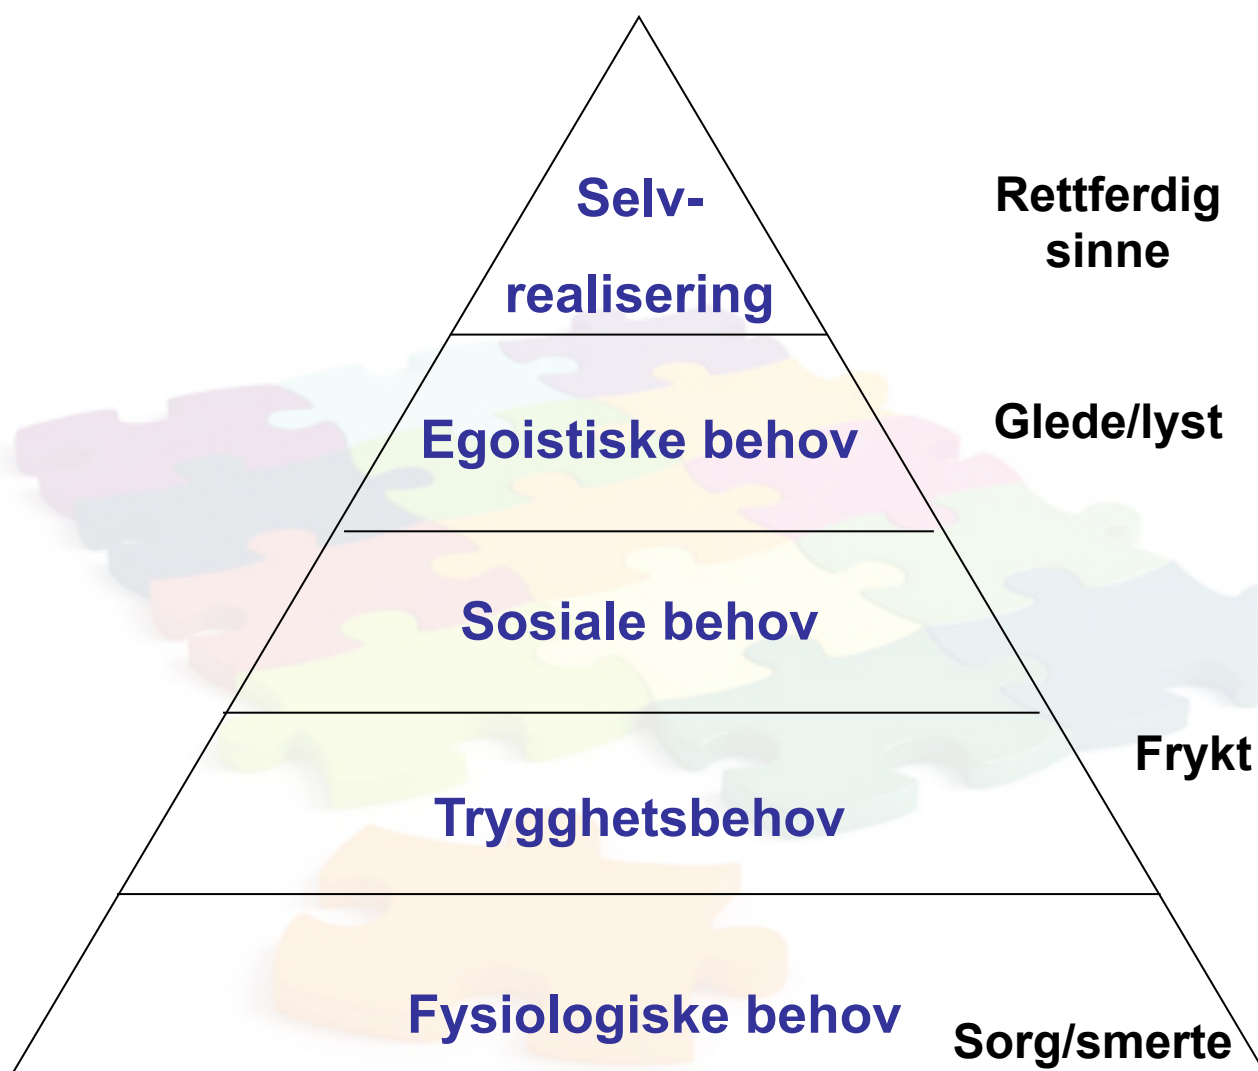 Selv-
realisering
Rettferdig
sinne
Egoistiske behov
Glede/lyst
Sosiale behov
Frykt
Trygghetsbehov
Fysiologiske behov
Sorg/smerte